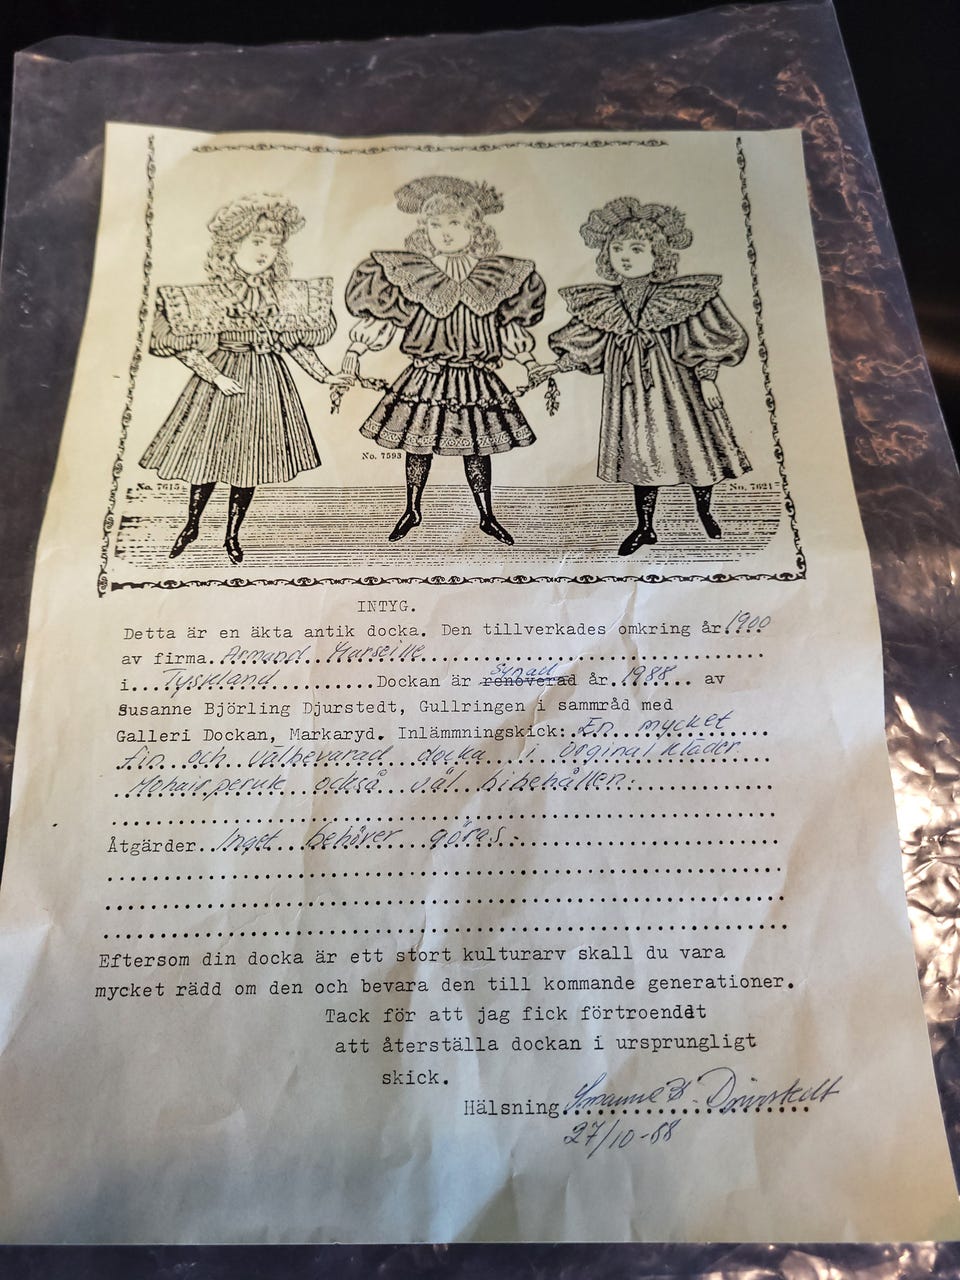 No. 7593
No. 7615
No. 7621
INTYG.
Detta är en äkta antik docka. Den tillverkades omkring år.1900
av firma.Armand Marseille
i...Tyskland..........Dockan är renoverad synad år.1988.... av
Susanne Björling Djurstedt, Gullringen i samråd med
Galleri Dockan, Markaryd. Inlämmningskick: En mycket
fin och välbevarad docka i orginal kläder.
Mohairperuk också väl bibehållen.
Åtgärder..Inget behöver göras.
Eftersom din docka är ett stort kulturarv skall du vara
mycket rädd om den och bevara den till kommande generationer.
Tack för att jag fick förtroendet
att återställa dockan i ursprungligt
skick.
Hälsning Susanne B. Djurstedt
27/10-88